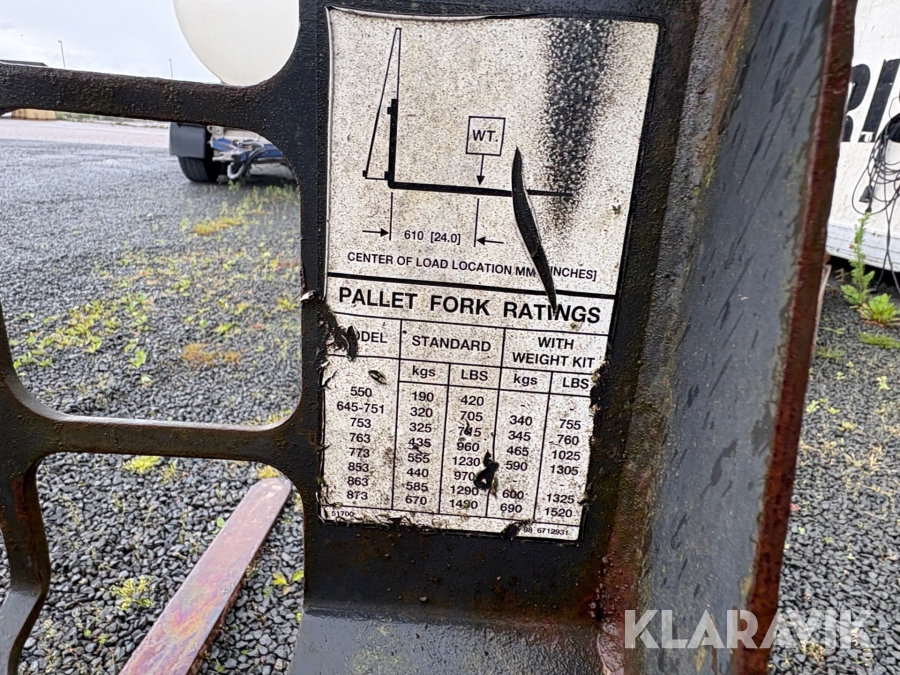 WT.
610 [24.0]
CENTER OF LOAD LOCATION MM INCHES]
PALLET FORK RATINGS
STANDARD WITH WEIGHT KIT
kgs LBS kgs LBS
550 190 420
645-751 320 705 340 755
753 325 345 760
763 435 960 465 1025
773 555 1230 590 1305
853 440 970
863 585 1290 600 1325
873 670 690 1520
6712931
KLARAVIK